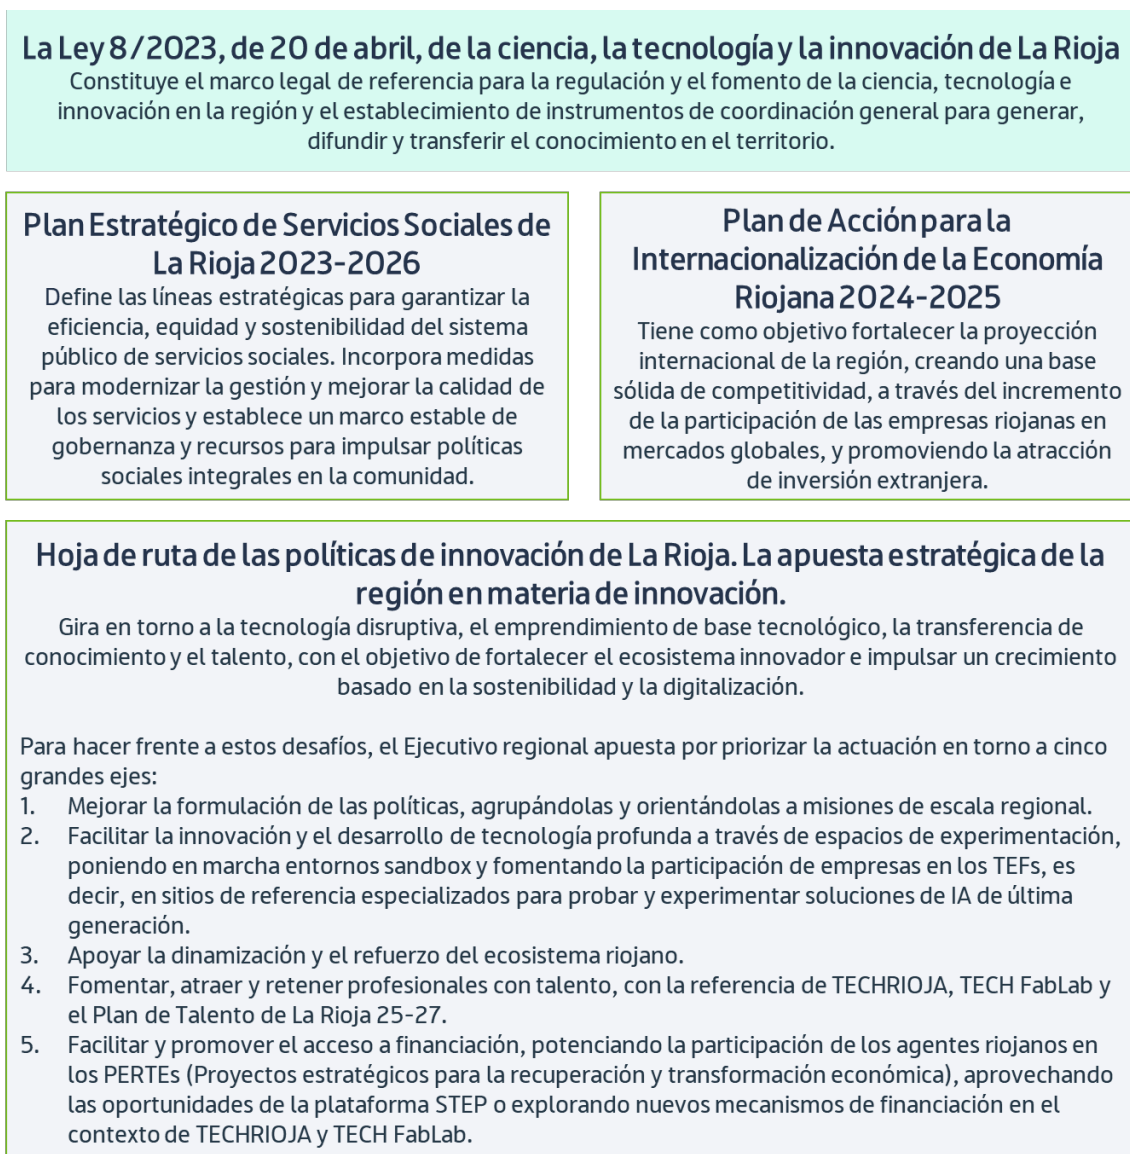 La Ley 8/2023, de 20 de abril, de la ciencia, la tecnología y la innovación de La Rioja
Constituye el marco legal de referencia para la regulación y el fomento de la ciencia, tecnología e
innovación en la región y el establecimiento de instrumentos de coordinación general para generar,
difundir y transferir el conocimiento en el territorio.
Plan Estratégico de Servicios Sociales de
La Rioja 2023-2026
Define las líneas estratégicas para garantizar la
eficiencia, equidad y sostenibilidad del sistema
público de servicios sociales. Incorpora medidas
para modernizar la gestión y mejorar la calidad de
los servicios y establece un marco estable de
gobernanza y recursos para impulsar políticas
sociales integrales en la comunidad.
Plan de Acción para la
Internacionalización de la Economía
Riojana 2024-2025
Tiene como objetivo fortalecer la proyección
internacional de la región, creando una base
sólida de competitividad, a través del incremento
de la participación de las empresas riojanas en
mercados globales, y promoviendo la atracción
de inversión extranjera.
Hoja de ruta de las políticas de innovación de La Rioja. La apuesta estratégica de la
región en materia de innovación.
Gira en torno a la tecnología disruptiva, el emprendimiento de base tecnológico, la transferencia de
conocimiento y el talento, con el objetivo de fortalecer el ecosistema innovador e impulsar un crecimiento
basado en la sostenibilidad y la digitalización.
Para hacer frente a estos desafíos, el Ejecutivo regional apuesta por priorizar la actuación en torno a cinco
grandes ejes:
1. Mejorar la formulación de las políticas, agrupándolas y orientándolas a misiones de escala regional.
2. Facilitar la innovación y el desarrollo de tecnología profunda a través de espacios de experimentación,
poniendo en marcha entornos sandbox y fomentando la participación de empresas en los TEFs, es
decir, en sitios de referencia especializados para probar y experimentar soluciones de IA de última
generación.
3. Apoyar la dinamización y el refuerzo del ecosistema riojano.
4. Fomentar, atraer y retener profesionales con talento, con la referencia de TECHRIOJA, TECH FabLab y
el Plan de Talento de La Rioja 25-27.
5. Facilitar y promover el acceso a financiación, potenciando la participación de los agentes riojanos en
los PERTEs (Proyectos estratégicos para la recuperación y transformación económica), aprovechando
las oportunidades de la plataforma STEP o explorando nuevos mecanismos de financiación en el
contexto de TECHRIOJA y TECH FabLab.